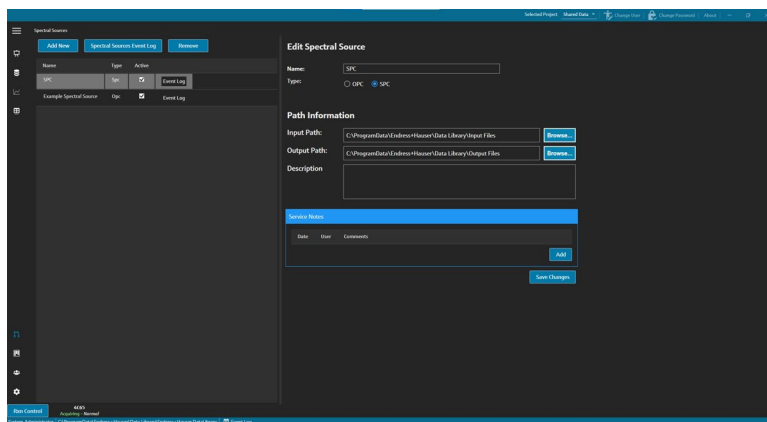 Selected Project Shared Data Change User Change Password About
Spectral Sources
Add New Spectral Sources Event Log Remove
Name Type Active
SPC Spc Event Log
Example Spectral Source Opc Event Log
Edit Spectral Source
Name: SPC
Type: OPC SPC
Path Information
Input Path: C:\ProgramData\Endress+Hauser\Data Library\Input Files Browse...
Output Path: C:\ProgramData\Endress+Hauser\Data Library\Output Files Browse...
Description
Service Notes
Date User Comments
Add
Save Changes
Run Control
Acquiring - Normal